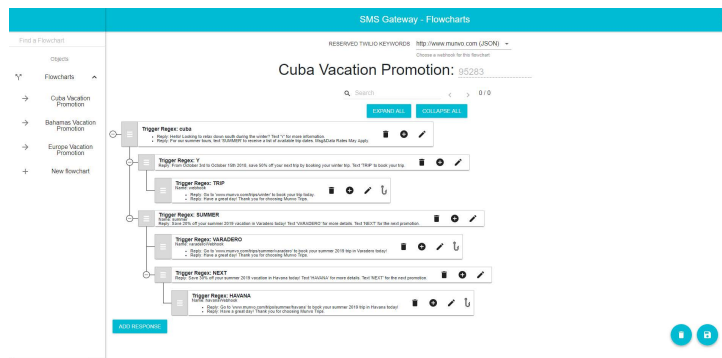 SMS Gateway - Flowcharts
Find a Flowchart
Objects
Flowcharts
Cuba Vacation
Promotion
Bahamas Vacation
Promotion
Europe Vacation
Promotion
New flowchart
RESERVED TWILIO KEYWORDS http://www.munvo.com (JSON)
Choose a webhook for this flowchart
Cuba Vacation Promotion: 95283
Search 0 / 0
EXPAND ALL COLLAPSE ALL
Trigger Regex: cuba
Reply: Hello! Looking to relax down south during the winter? Text 'Y' for more information.
Reply: For our summer tours, text 'SUMMER' to receive a list of available trip dates. Msg&Data Rates May Apply.
Trigger Regex: Y
Reply: From October 3rd to October 18th 2018, save 50% off your next trip by booking your winter trip. Text 'TRIP' to book your trip.
Trigger Regex: TRIP
Name: webhook
Reply: Go to 'www.munvo.com/trips/winter' to book your trip today.
Reply: Have a great day! Thank you for choosing Munvo Trips.
Trigger Regex: SUMMER
Name: summer
Reply: Save 20% off your summer 2019 vacation in Varadero today! Text 'VARADERO' for more details. Text 'NEXT' for the next promotion.
Trigger Regex: VARADERO
Name: varaderoWebhook
Reply: Go to 'www.munvo.com/trips/summer/varadero' to book your summer 2019 trip in Varadero today!
Reply: Have a great day! Thank you for choosing Munvo Trips.
Trigger Regex: NEXT
Reply: Save 30% off your summer 2019 vacation in Havana today! Text 'HAVANA' for more details. Text 'NEXT' for the next promotion.
Trigger Regex: HAVANA
Name: havanaWebhook
Reply: Go to 'www.munvo.com/trips/summer/havana' to book your summer 2019 trip in Havana today!
Reply: Have a great day! Thank you for choosing Munvo Trips.
ADD RESPONSE